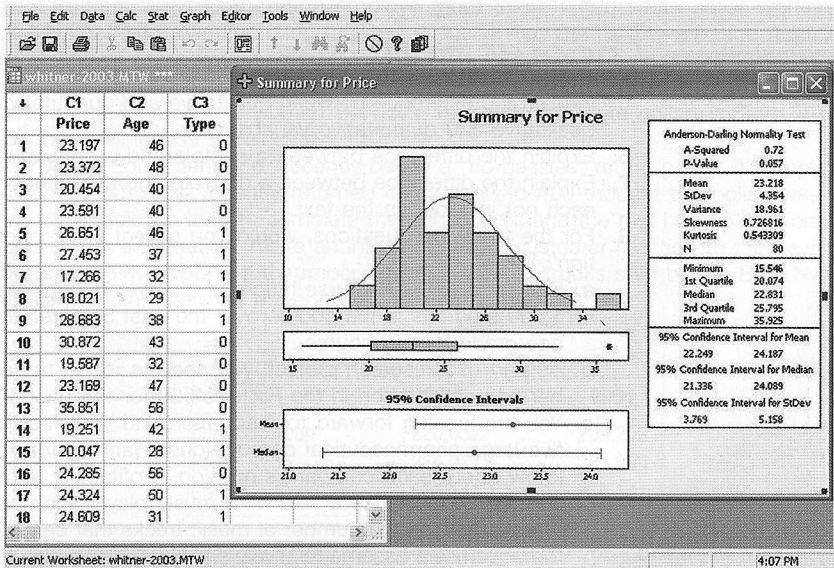 File Edit Data Calc Stat Graph Editor Tools Window Help
whitner-2003.MTW ***
↓ C1 C2 C3
Price Age Type
1 23.197 46 0
2 23.372 48 0
3 20.454 40 1
4 23.591 40 0
5 26.651 46 1
6 27.453 37 1
7 17.266 32 1
8 18.021 29 1
9 28.683 38 1
10 30.872 43 0
11 19.587 32 0
12 23.169 47 0
13 35.851 56 0
14 19.251 42 1
15 20.047 28 1
16 24.285 56 0
17 24.324 50 1
18 24.609 31 1
Summary for Price
Summary for Price
10 14 18 22 26 30 34
15 20 25 30 35
95% Confidence Intervals
Mean
Median
21.0 21.5 22.0 22.5 23.0 23.5 24.0
Anderson-Darling Normality Test
A-Squared 0.72
P-Value 0.057
Mean 23.218
StDev 4.354
Variance 18.961
Skewness 0.726816
Kurtosis 0.543309
N 80
Minimum 15.546
1st Quartile 20.074
Median 22.831
3rd Quartile 25.795
Maximum 35.925
95% Confidence Interval for Mean
22.249 24.187
95% Confidence Interval for Median
21.336 24.089
95% Confidence Interval for StDev
3.769 5.158
Current Worksheet: whitner-2003.MTW
4:07 PM